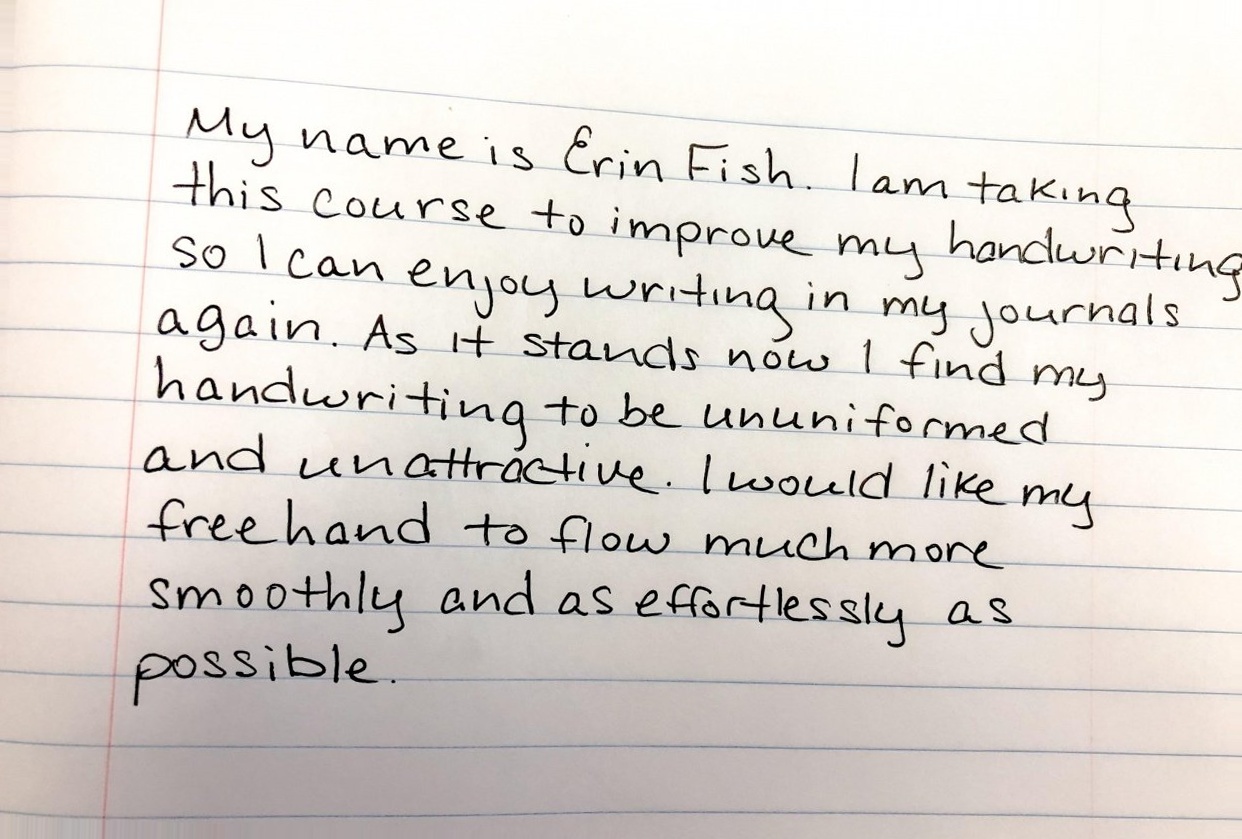 My name is Erin Fish. I am taking
this course to improve my handwriting
so I can enjoy writing in my journals
again. As it stands now I find my
handwriting to be ununiformed
and unattractive. I would like my
freehand to flow much more
smoothly and as effortlessly as
possible.